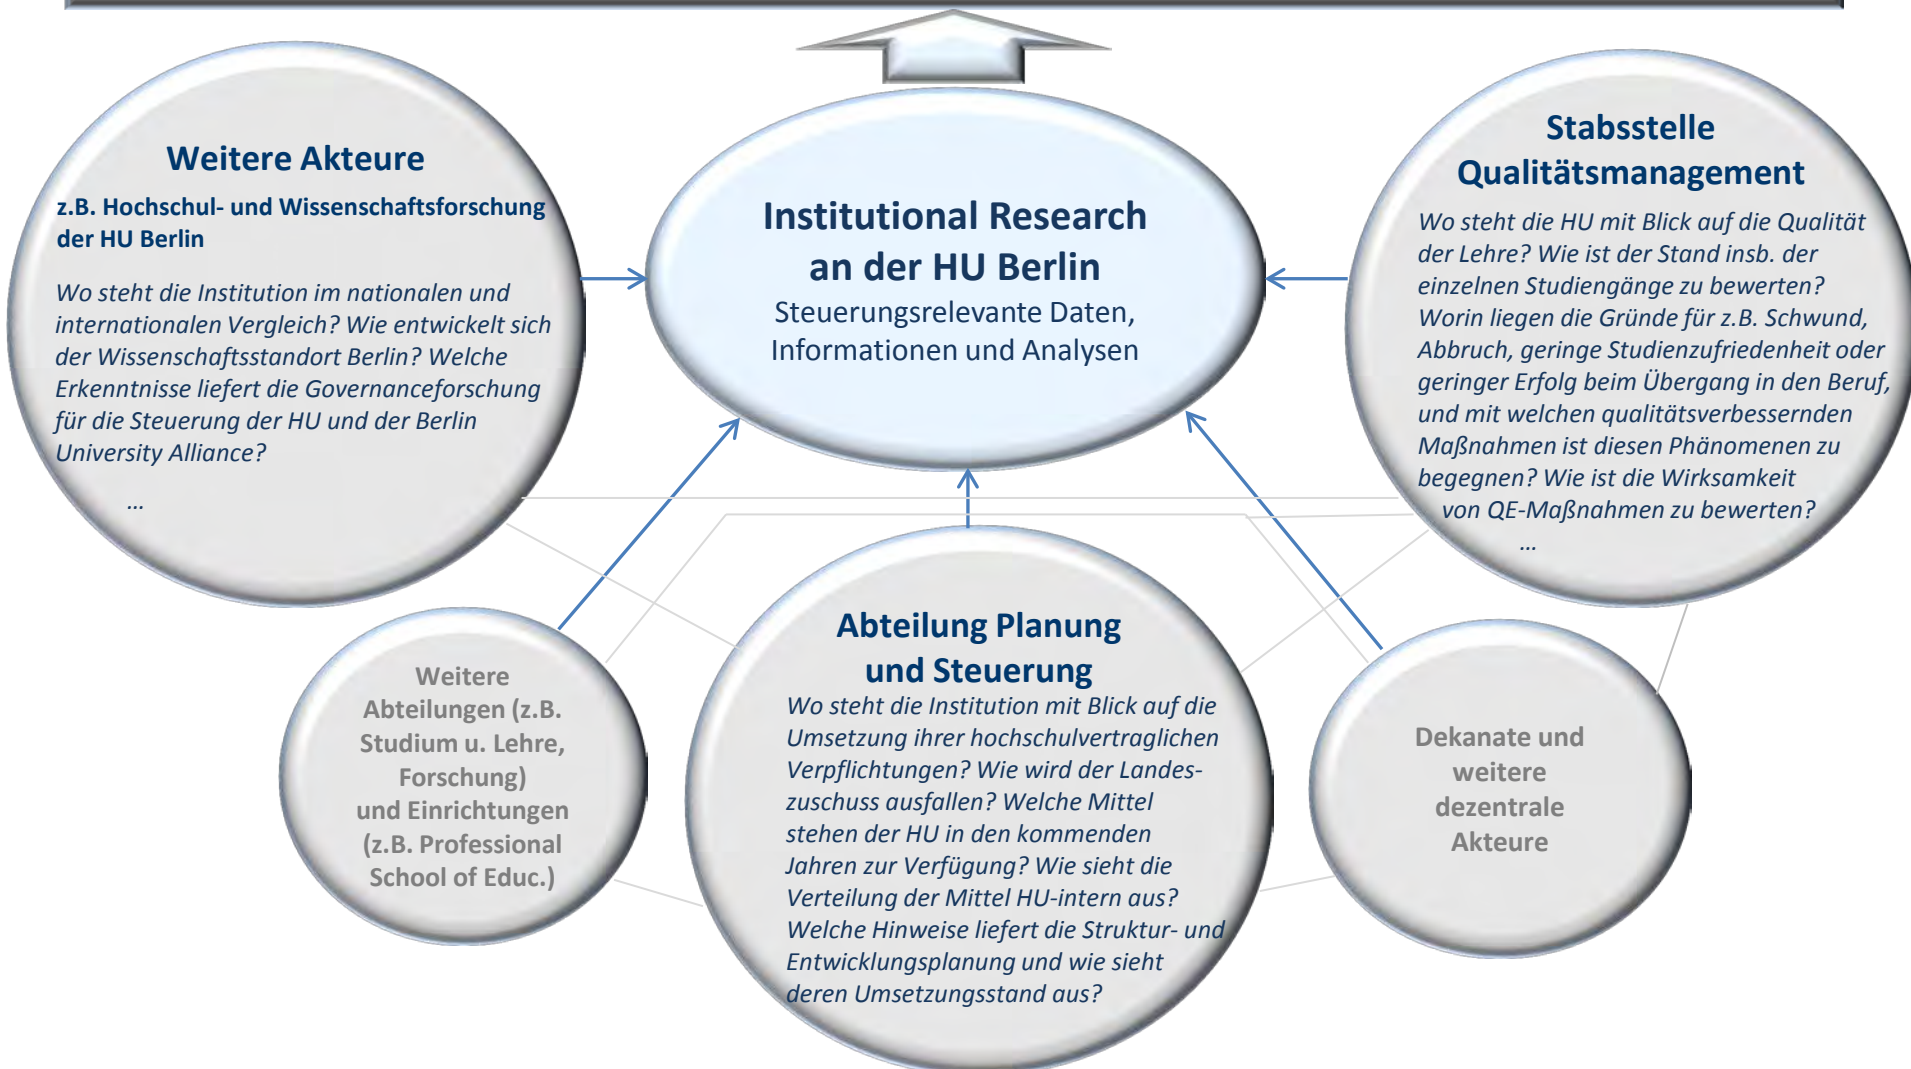 Weitere Akteure
z.B. Hochschul- und Wissenschaftsforschung
der HU Berlin
Wo steht die Institution im nationalen und
internationalen Vergleich? Wie entwickelt sich
der Wissenschaftsstandort Berlin? Welche
Erkenntnisse liefert die Governanceforschung
für die Steuerung der HU und der Berlin
University Alliance?
...
Institutional Research
an der HU Berlin
Steuerungsrelevante Daten,
Informationen und Analysen
Stabsstelle
Qualitätsmanagement
Wo steht die HU mit Blick auf die Qualität
der Lehre? Wie ist der Stand insb. der
einzelnen Studiengänge zu bewerten?
Worin liegen die Gründe für z.B. Schwund,
Abbruch, geringe Studienzufriedenheit oder
geringer Erfolg beim Übergang in den Beruf,
und mit welchen qualitätsverbessernden
Maßnahmen ist diesen Phänomenen zu
begegnen? Wie ist die Wirksamkeit
von QE-Maßnahmen zu bewerten?
...
Weitere
Abteilungen (z.B.
Studium u. Lehre,
Forschung)
und Einrichtungen
(z.B. Professional
School of Educ.)
Abteilung Planung
und Steuerung
Wo steht die Institution mit Blick auf die
Umsetzung ihrer hochschulvertraglichen
Verpflichtungen? Wie wird der Landes-
zuschuss ausfallen? Welche Mittel
stehen der HU in den kommenden
Jahren zur Verfügung? Wie sieht die
Verteilung der Mittel HU-intern aus?
Welche Hinweise liefert die Struktur- und
Entwicklungsplanung und wie sieht
deren Umsetzungsstand aus?
Dekanate und
weitere
dezentrale
Akteure